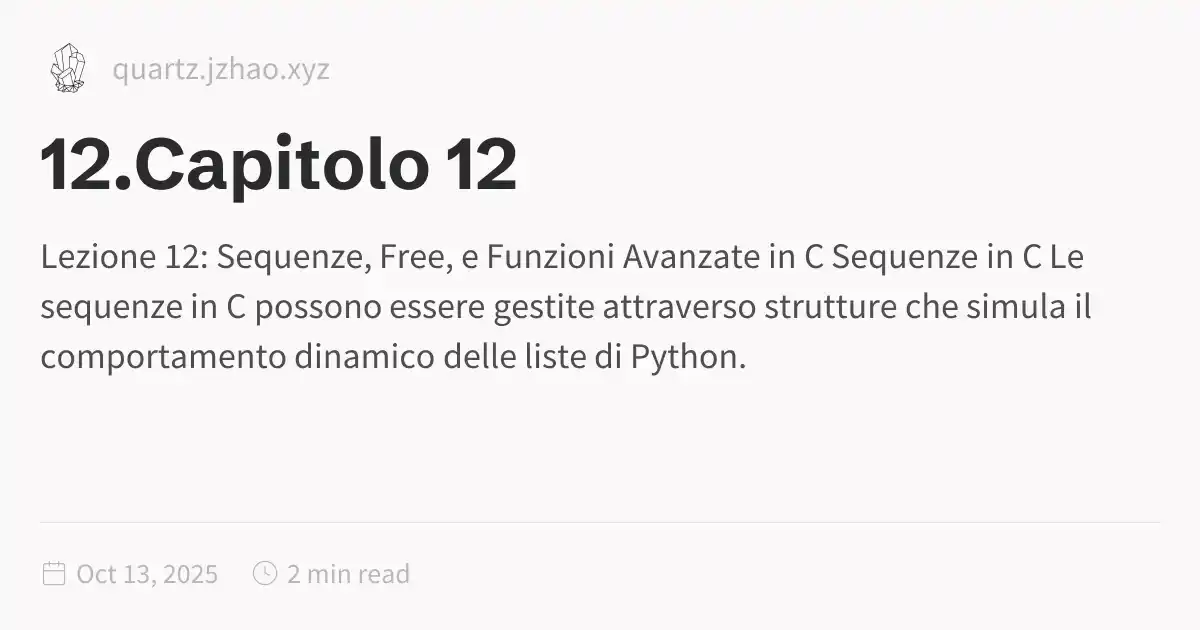 quartz.jzhao.xyz
12.Capitolo 12
Lezione 12: Sequenze, Free, e Funzioni Avanzate in C Sequenze in C Le
sequenze in C possono essere gestite attraverso strutture che simula il
comportamento dinamico delle liste di Python.
Oct 13, 2025 2 min read